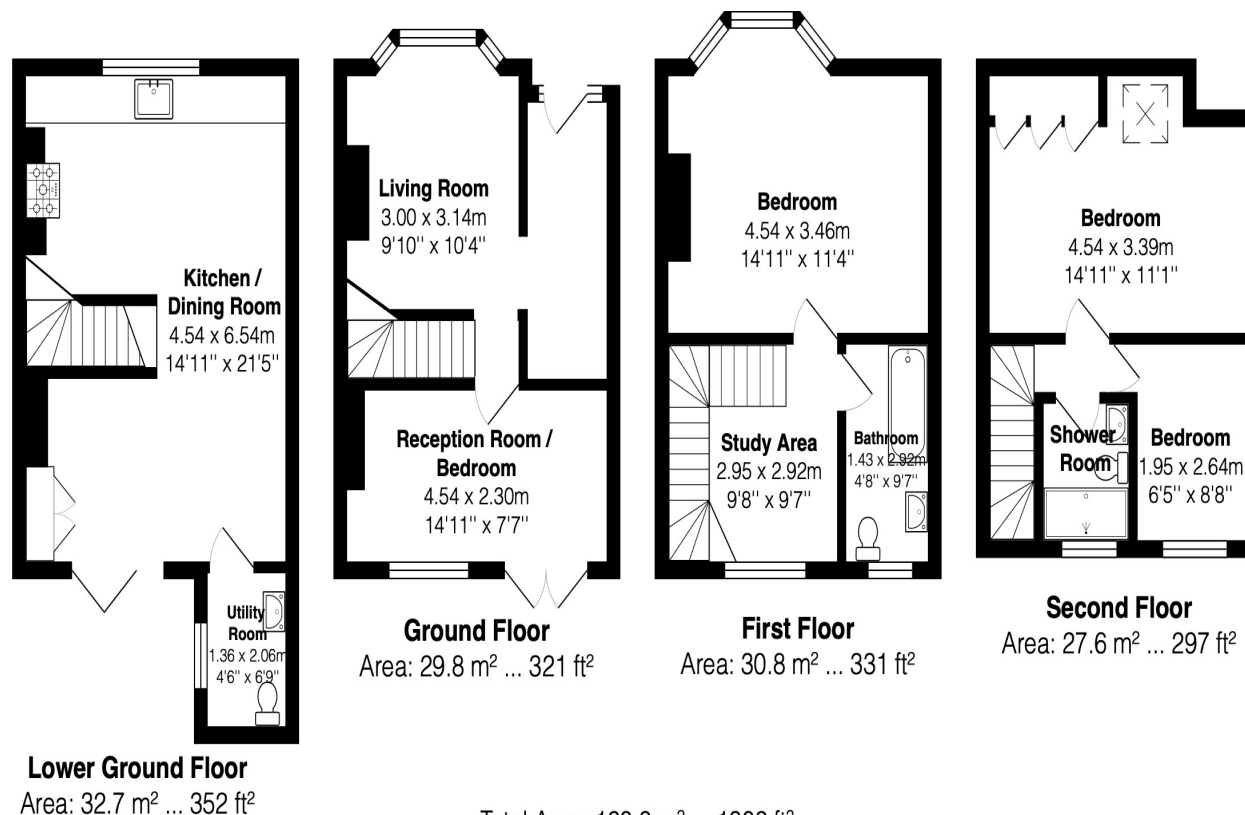 Kitchen /
Dining Room
4.54 x 6.54m
14'11" x 21'5"
Utility
Room
1.36 x 2.06m
4'6" x 6'9"
Lower Ground Floor
Area: 32.7 m² ... 352 ft²
Living Room
3.00 x 3.14m
9'10" x 10'4"
Reception Room /
Bedroom
4.54 x 2.30m
14'11" x 7'7"
Ground Floor
Area: 29.8 m² ... 321 ft²
Bedroom
4.54 x 3.46m
14'11" x 11'4"
Study Area
2.95 x 2.92m
9'8" x 9'7"
Bathroom
1.43 x 2.92m
4'8" x 9'7"
First Floor
Area: 30.8 m² ... 331 ft²
Bedroom
4.54 x 3.39m
14'11" x 11'1"
Shower
Room
Bedroom
1.95 x 2.64m
6'5" x 8'8"
Second Floor
Area: 27.6 m² ... 297 ft²